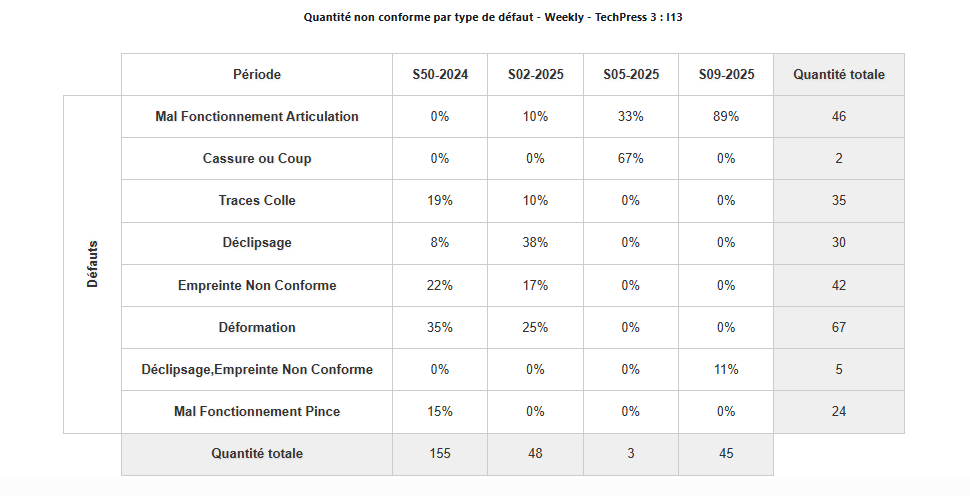 Quantité non conforme par type de défaut - Weekly - TechPress 3 : I13
Période S50-2024 S02-2025 S05-2025 S09-2025 Quantité totale
Défauts
Mal Fonctionnement Articulation 0% 10% 33% 89% 46
Cassure ou Coup 0% 0% 67% 0% 2
Traces Colle 19% 10% 0% 0% 35
Déclipsage 8% 38% 0% 0% 30
Empreinte Non Conforme 22% 17% 0% 0% 42
Déformation 35% 25% 0% 0% 67
Déclipsage,Empreinte Non Conforme 0% 0% 0% 11% 5
Mal Fonctionnement Pince 15% 0% 0% 0% 24
Quantité totale 155 48 3 45